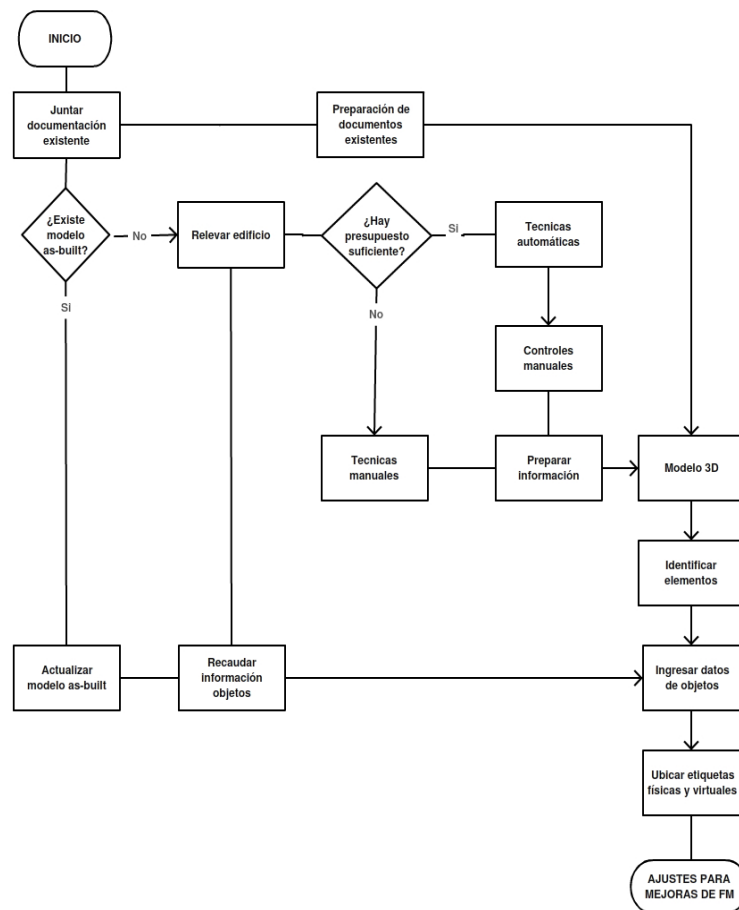 INICIO
Juntar
documentación
existente
Preparación de
documentos
existentes
¿Existe
modelo
as-built?
No
Relevar edificio
¿Hay
presupuesto
suficiente?
Si
Tecnicas
automáticas
Si
No
Controles
manuales
Tecnicas
manuales
Preparar
información
Modelo 3D
Identificar
elementos
Actualizar
modelo as-built
Recaudar
información
objetos
Ingresar datos
de objetos
Ubicar etiquetas
físicas y virtuales
AJUSTES PARA
MEJORAS DE FM